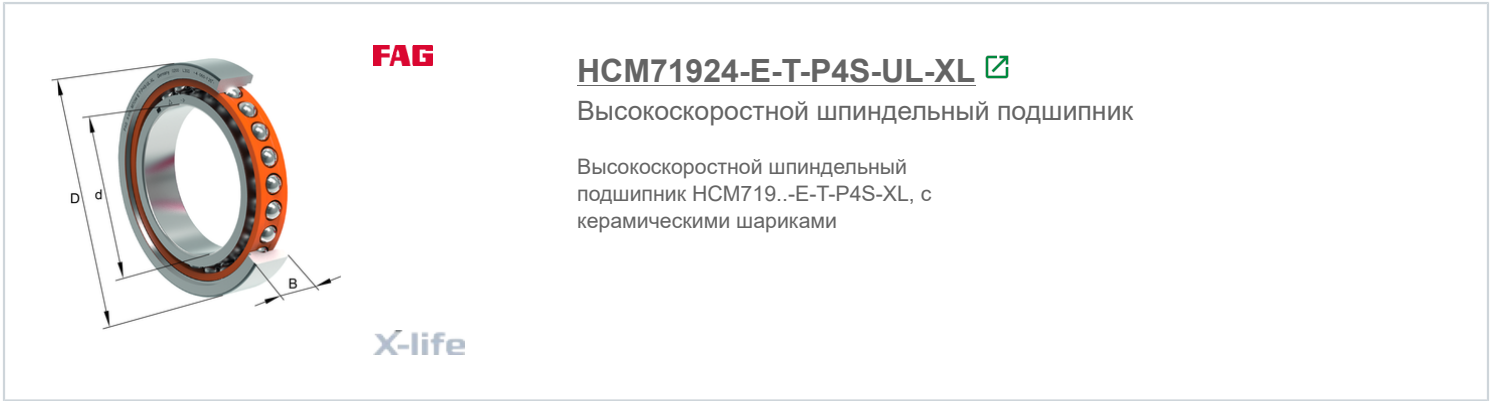 FAG
HCM71924-E-T-P4S-UL-XL
Высокоскоростной шпиндельный подшипник
Высокоскоростной шпиндельный
подшипник HCM719..-E-T-P4S-XL, с
керамическими шариками
D
d
B
X-life